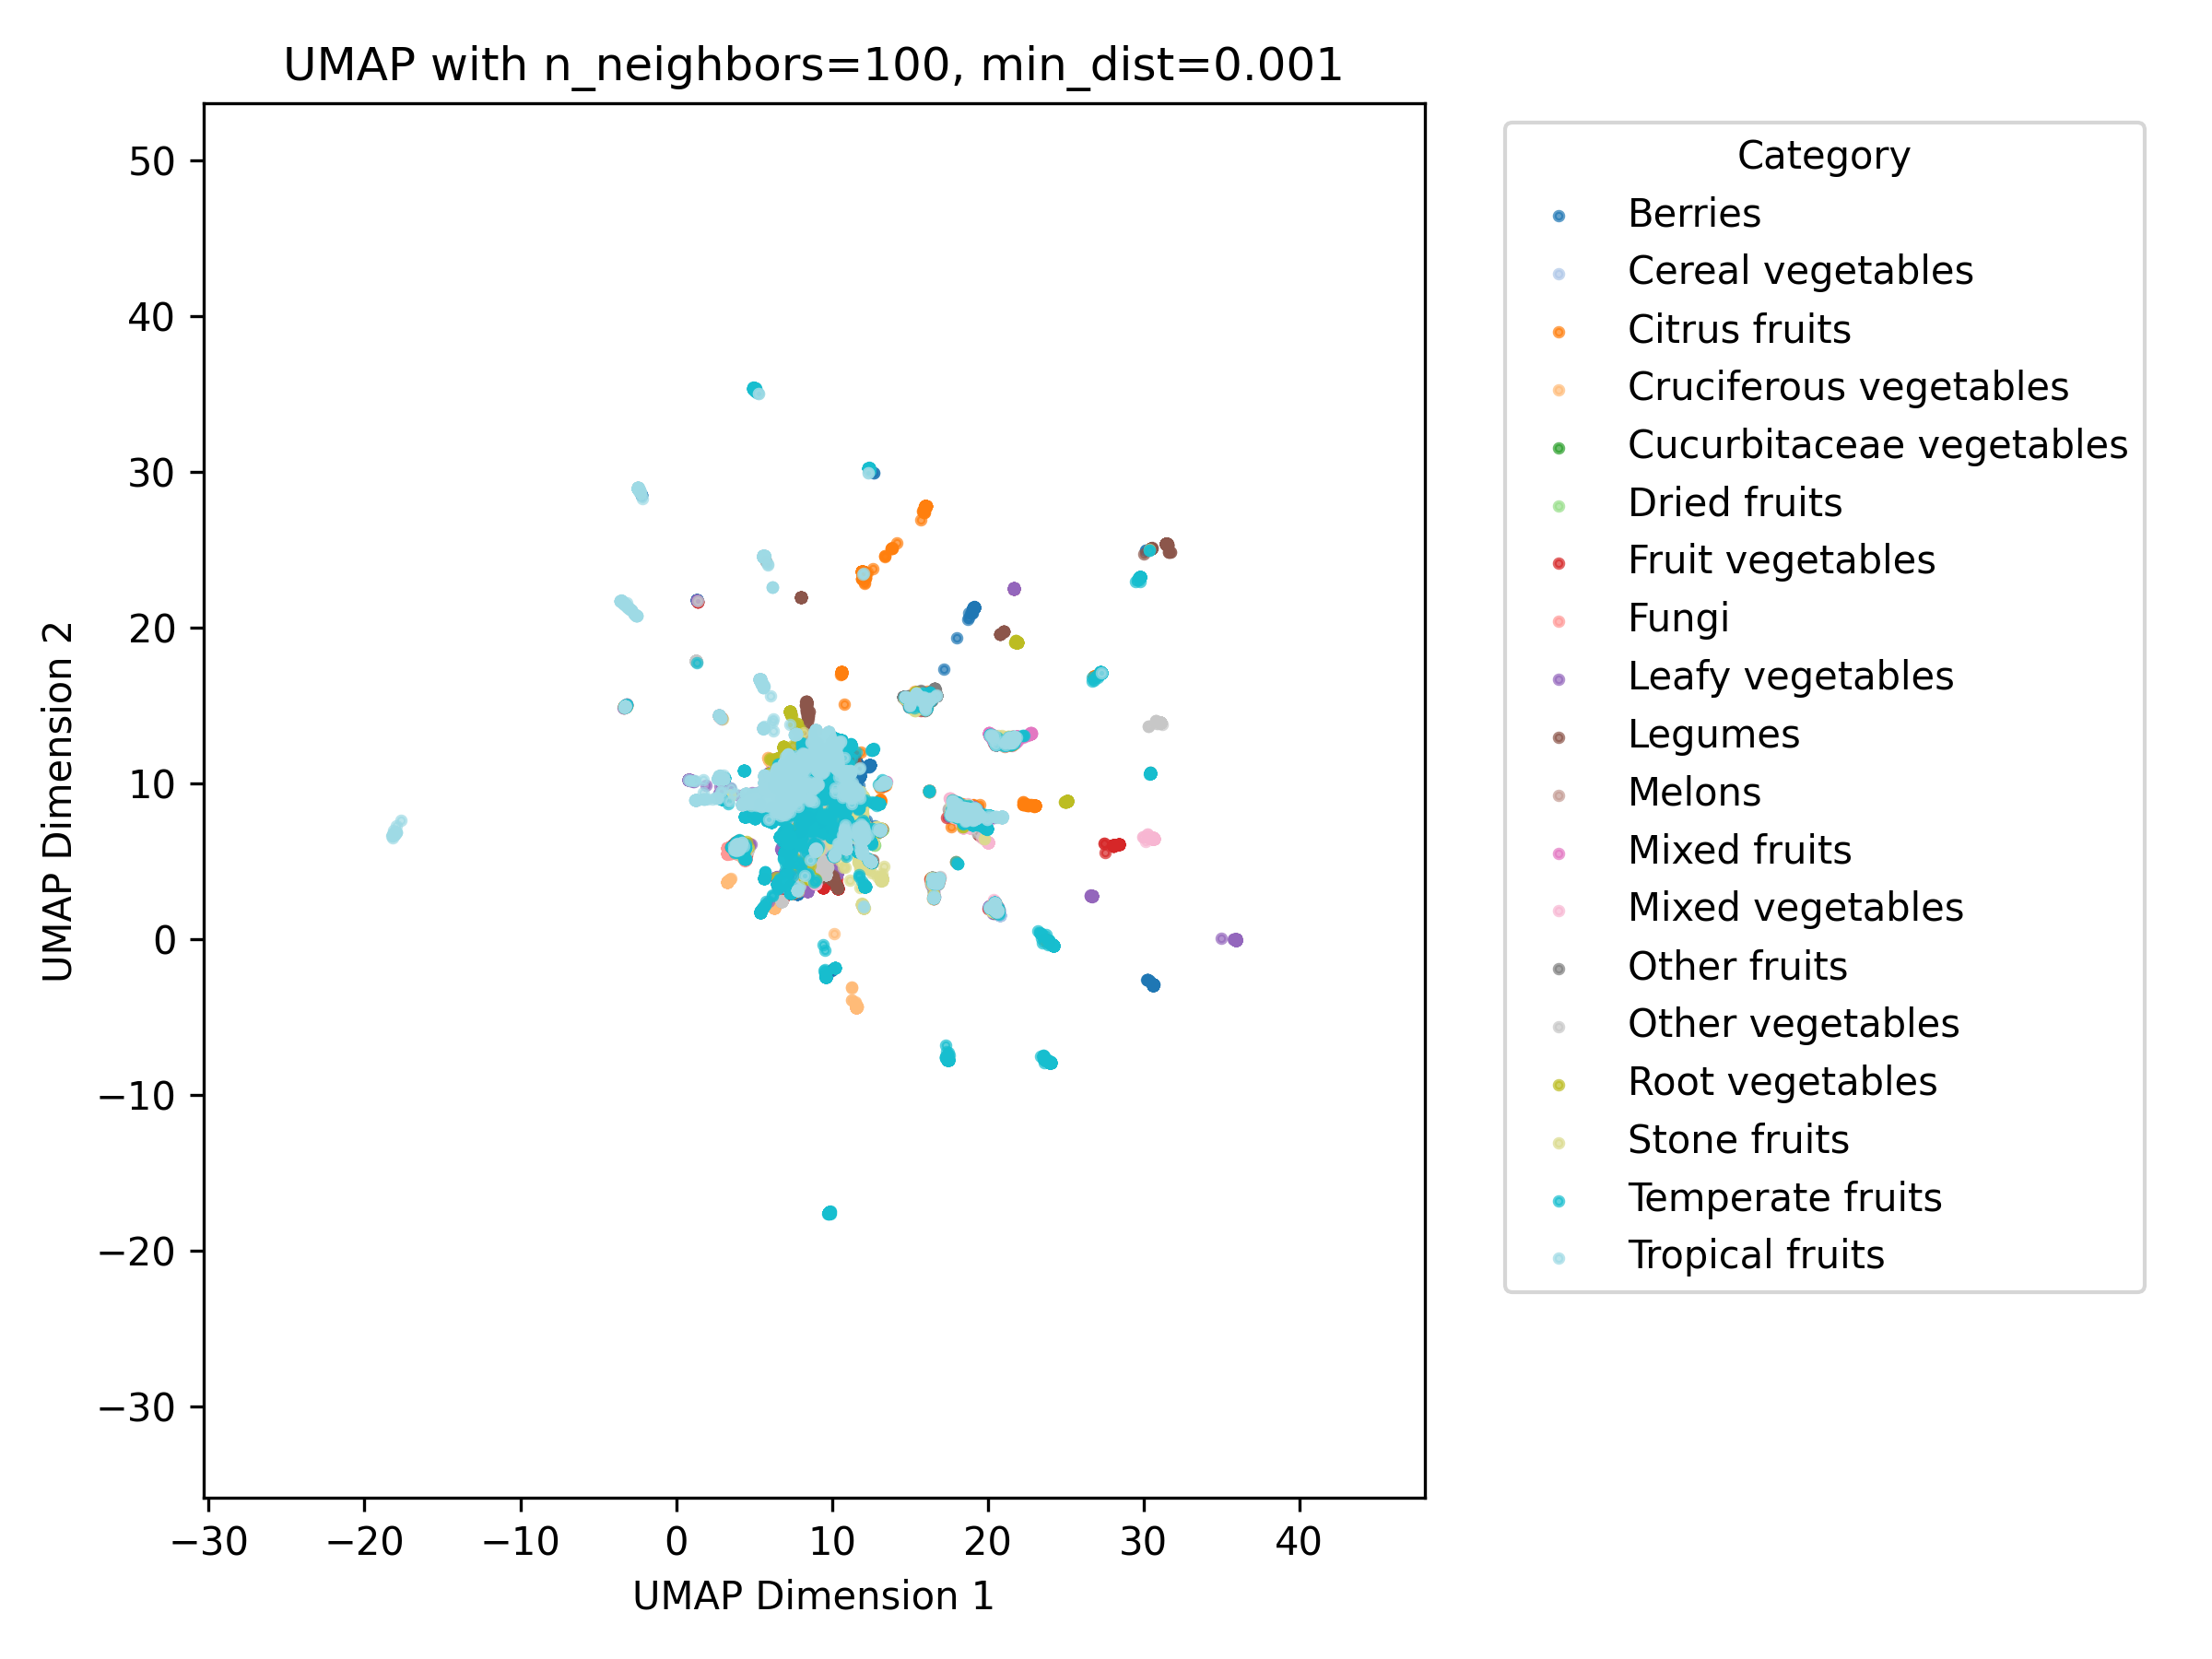 UMAP with n_neighbors=100, min_dist=0.001
50
40
30
20
10
0
−10
−20
−30
UMAP Dimension 2
−30
−20
−10
0
10
20
30
40
UMAP Dimension 1
Category
Berries
Cereal vegetables
Citrus fruits
Cruciferous vegetables
Cucurbitaceae vegetables
Dried fruits
Fruit vegetables
Fungi
Leafy vegetables
Legumes
Melons
Mixed fruits
Mixed vegetables
Other fruits
Other vegetables
Root vegetables
Stone fruits
Temperate fruits
Tropical fruits